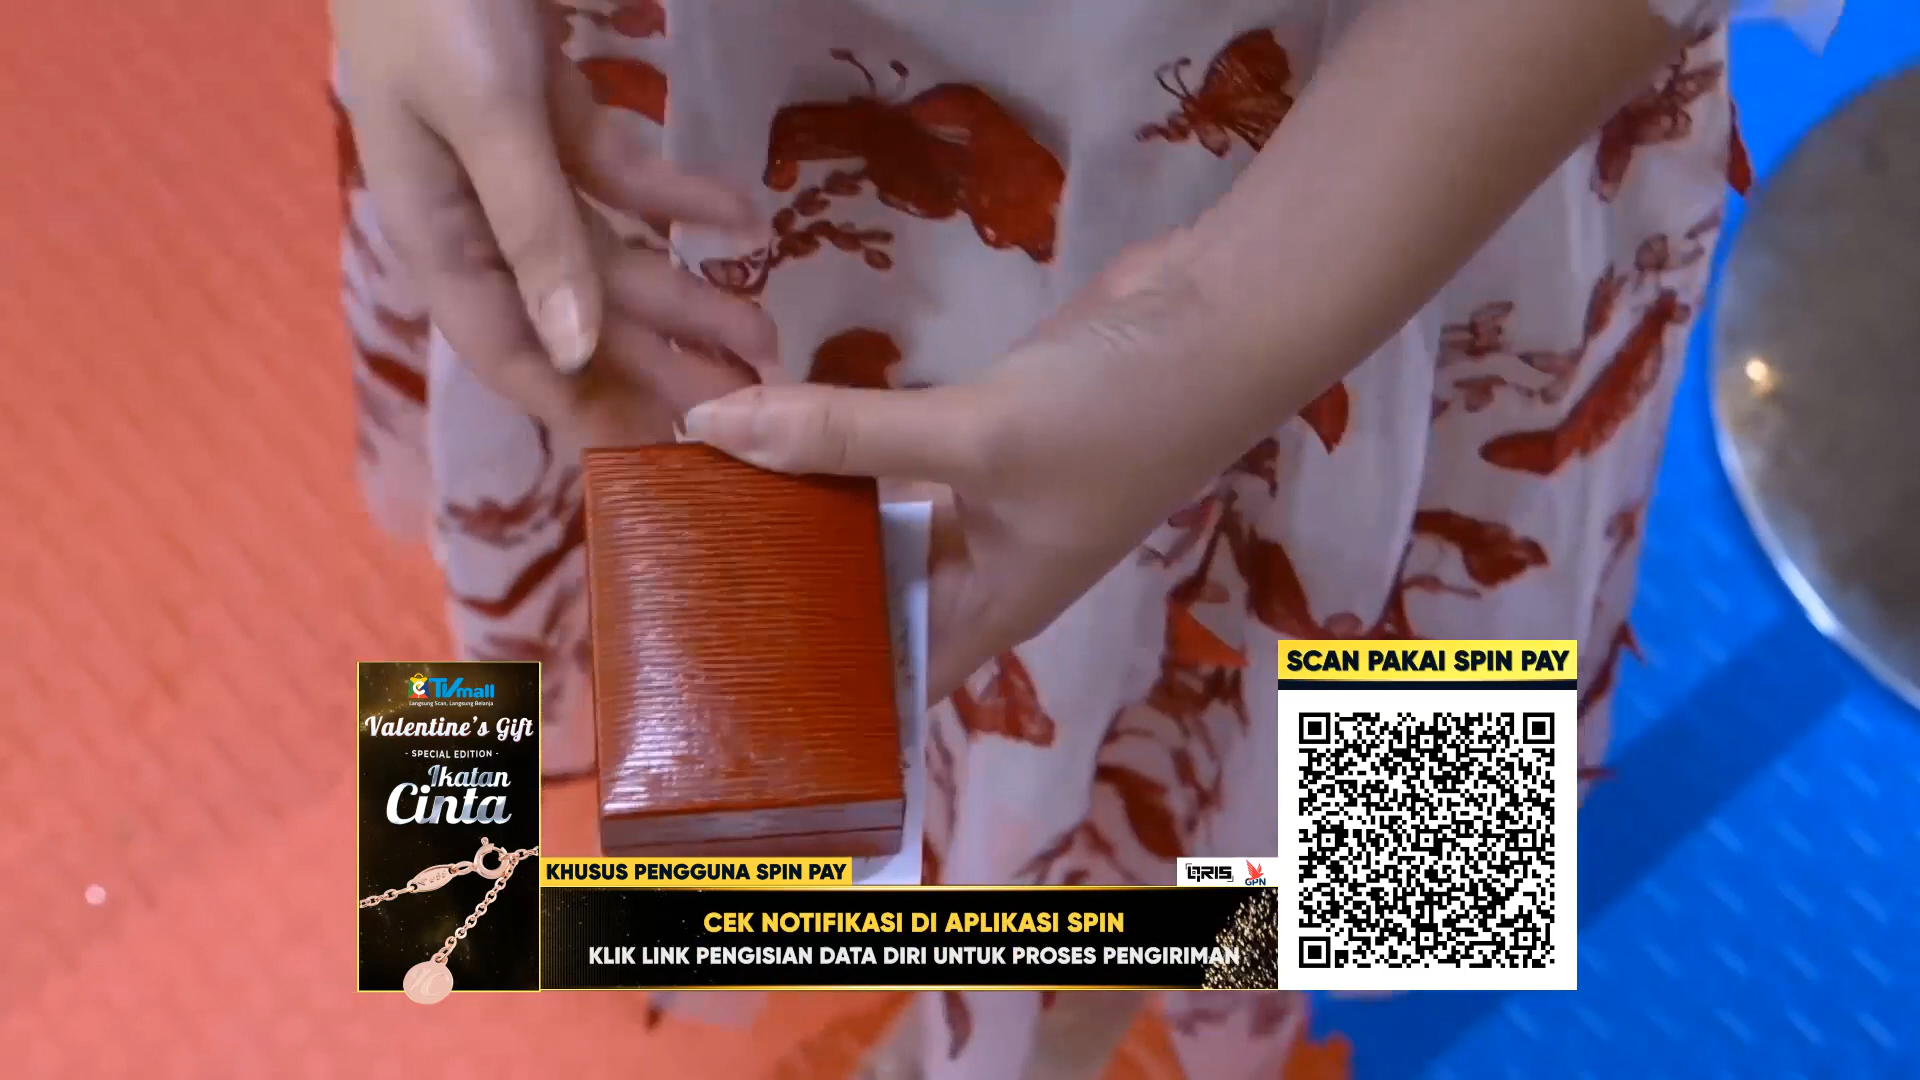 eTVmall
Langsung Scan, Langsung Belanja
Valentine's Gift
- SPECIAL EDITION -
Ikatan
Cinta
KHUSUS PENGGUNA SPIN PAY
CEK NOTIFIKASI DI APLIKASI SPIN
KLIK LINK PENGISIAN DATA DIRI UNTUK PROSES PENGIRIMAN
QRIS
GPN
SCAN PAKAI SPIN PAY